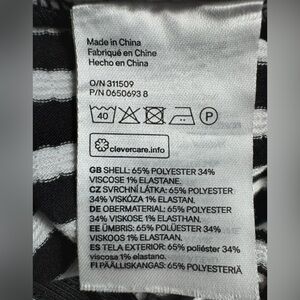 Made in China
Fabriqué en Chine
Hecho en China
O/N 311509
P/N 0650693 8
40
P
clevercare.info
GB SHELL: 65% POLYESTER 34%
VISCOSE 1% ELASTANE.
CZ SVRCHNÍ LÁTKA: 65% POLYESTER
34% VISKÓZA 1% ELASTAN.
DE OBERMATERIAL: 65% POLYESTER
34% VISKOSE 1% ELASTHAN.
EE ÜMBRIS: 65% POLÜESTER 34%
VISKOOS 1% ELASTAAN.
ES TELA EXTERIOR: 65% poliéster 34%
viscosa 1% elastano.
FI PÄÄLLISKANGAS: 65% POLYESTERIÄ